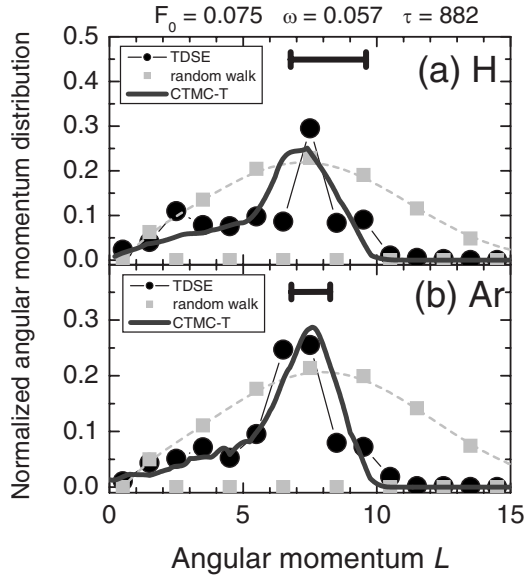 F₀ = 0.075 ω = 0.057 τ = 882
Normalized angular momentum distribution
0.5
0.4
0.3
0.2
0.1
0.0
TDSE
random walk
CTMC-T
(a) H
0.3
0.2
0.1
0.0
TDSE
random walk
CTMC-T
(b) Ar
0 5 10 15
Angular momentum L